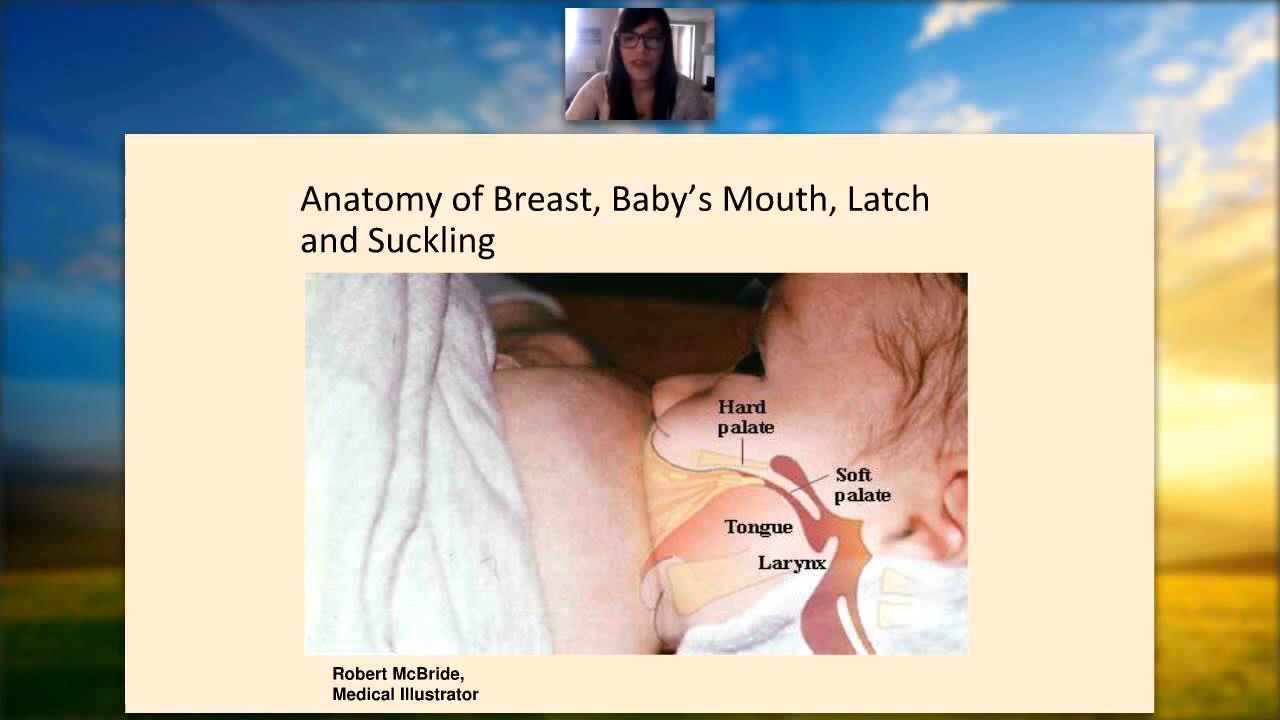 Anatomy of Breast, Baby’s Mouth, Latch
and Suckling
Hard
palate
Soft
palate
Tongue
Larynx
Robert McBride,
Medical Illustrator